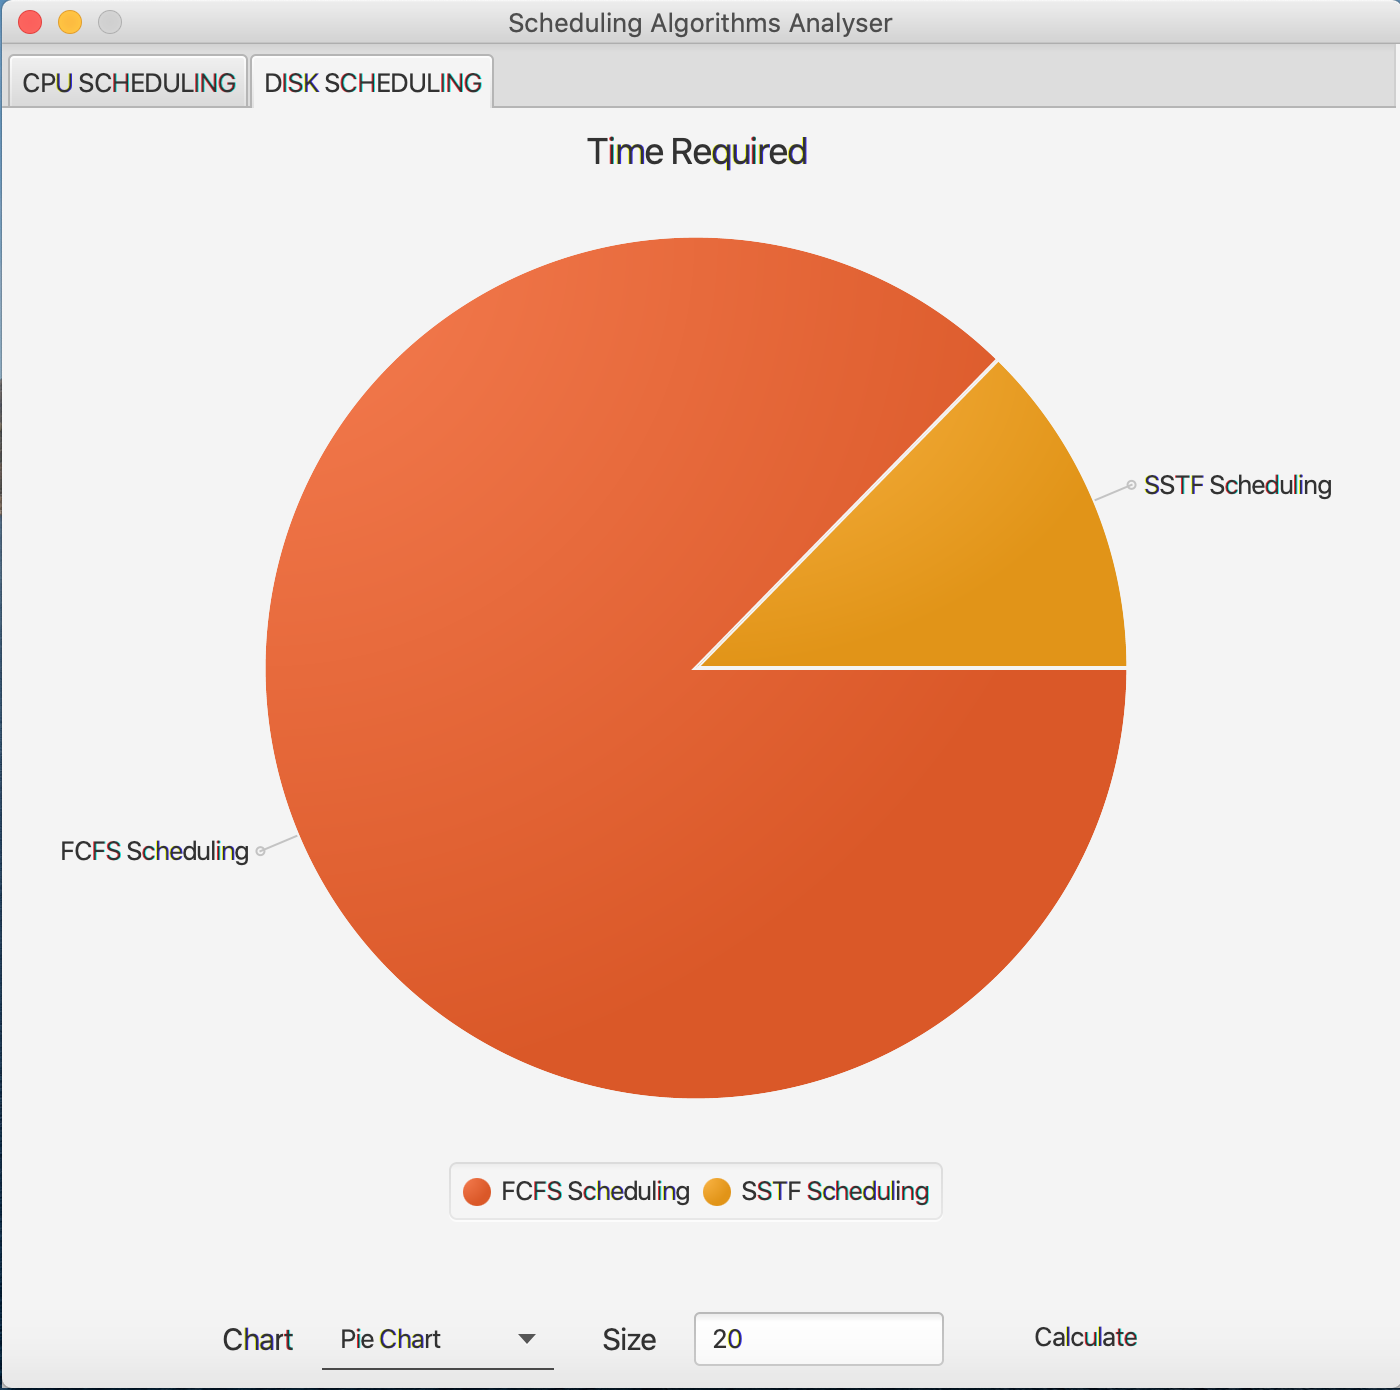 Scheduling Algorithms Analyser
CPU SCHEDULING DISK SCHEDULING
Time Required
SSTF Scheduling
FCFS Scheduling
FCFS Scheduling SSTF Scheduling
Chart Pie Chart Size 20 Calculate